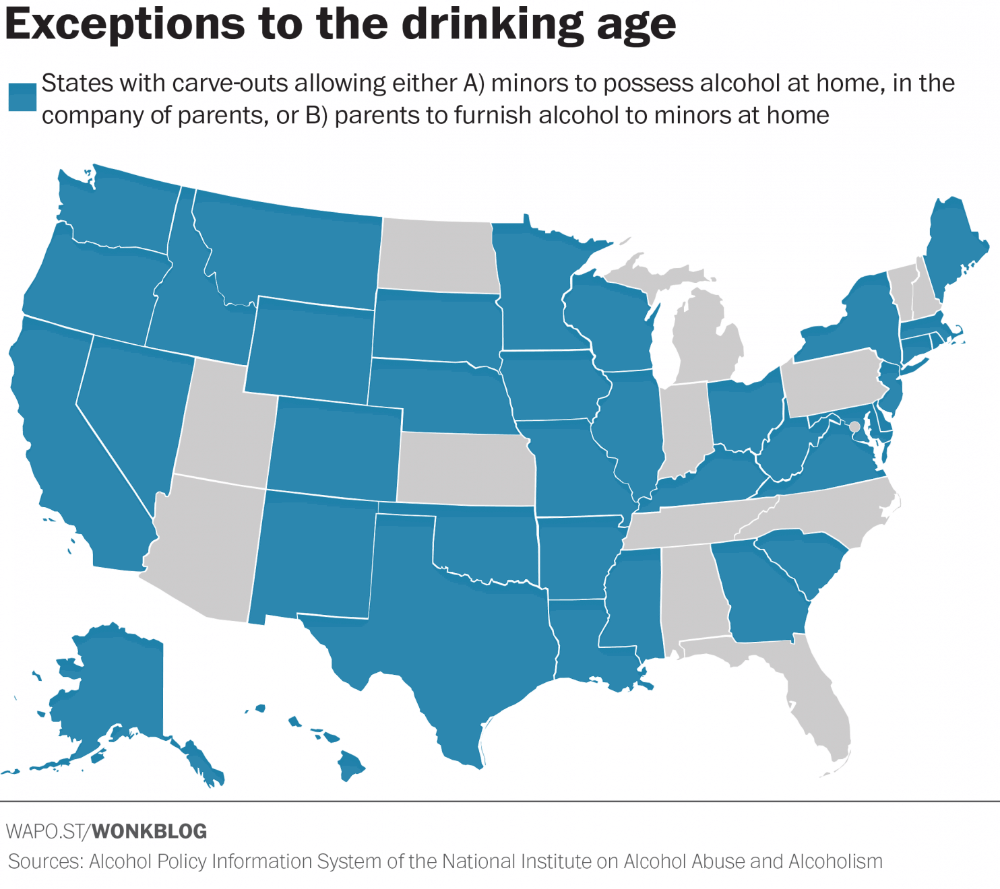 Exceptions to the drinking age
States with carve-outs allowing either A) minors to possess alcohol at home, in the
company of parents, or B) parents to furnish alcohol to minors at home
WAPO.ST/WONKBLOG
Sources: Alcohol Policy Information System of the National Institute on Alcohol Abuse and Alcoholism